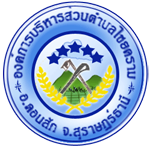 องค์การบริหารส่วนตำบลไชยคราม
อ.ดอนสัก จ.สุราษฎร์ธานี